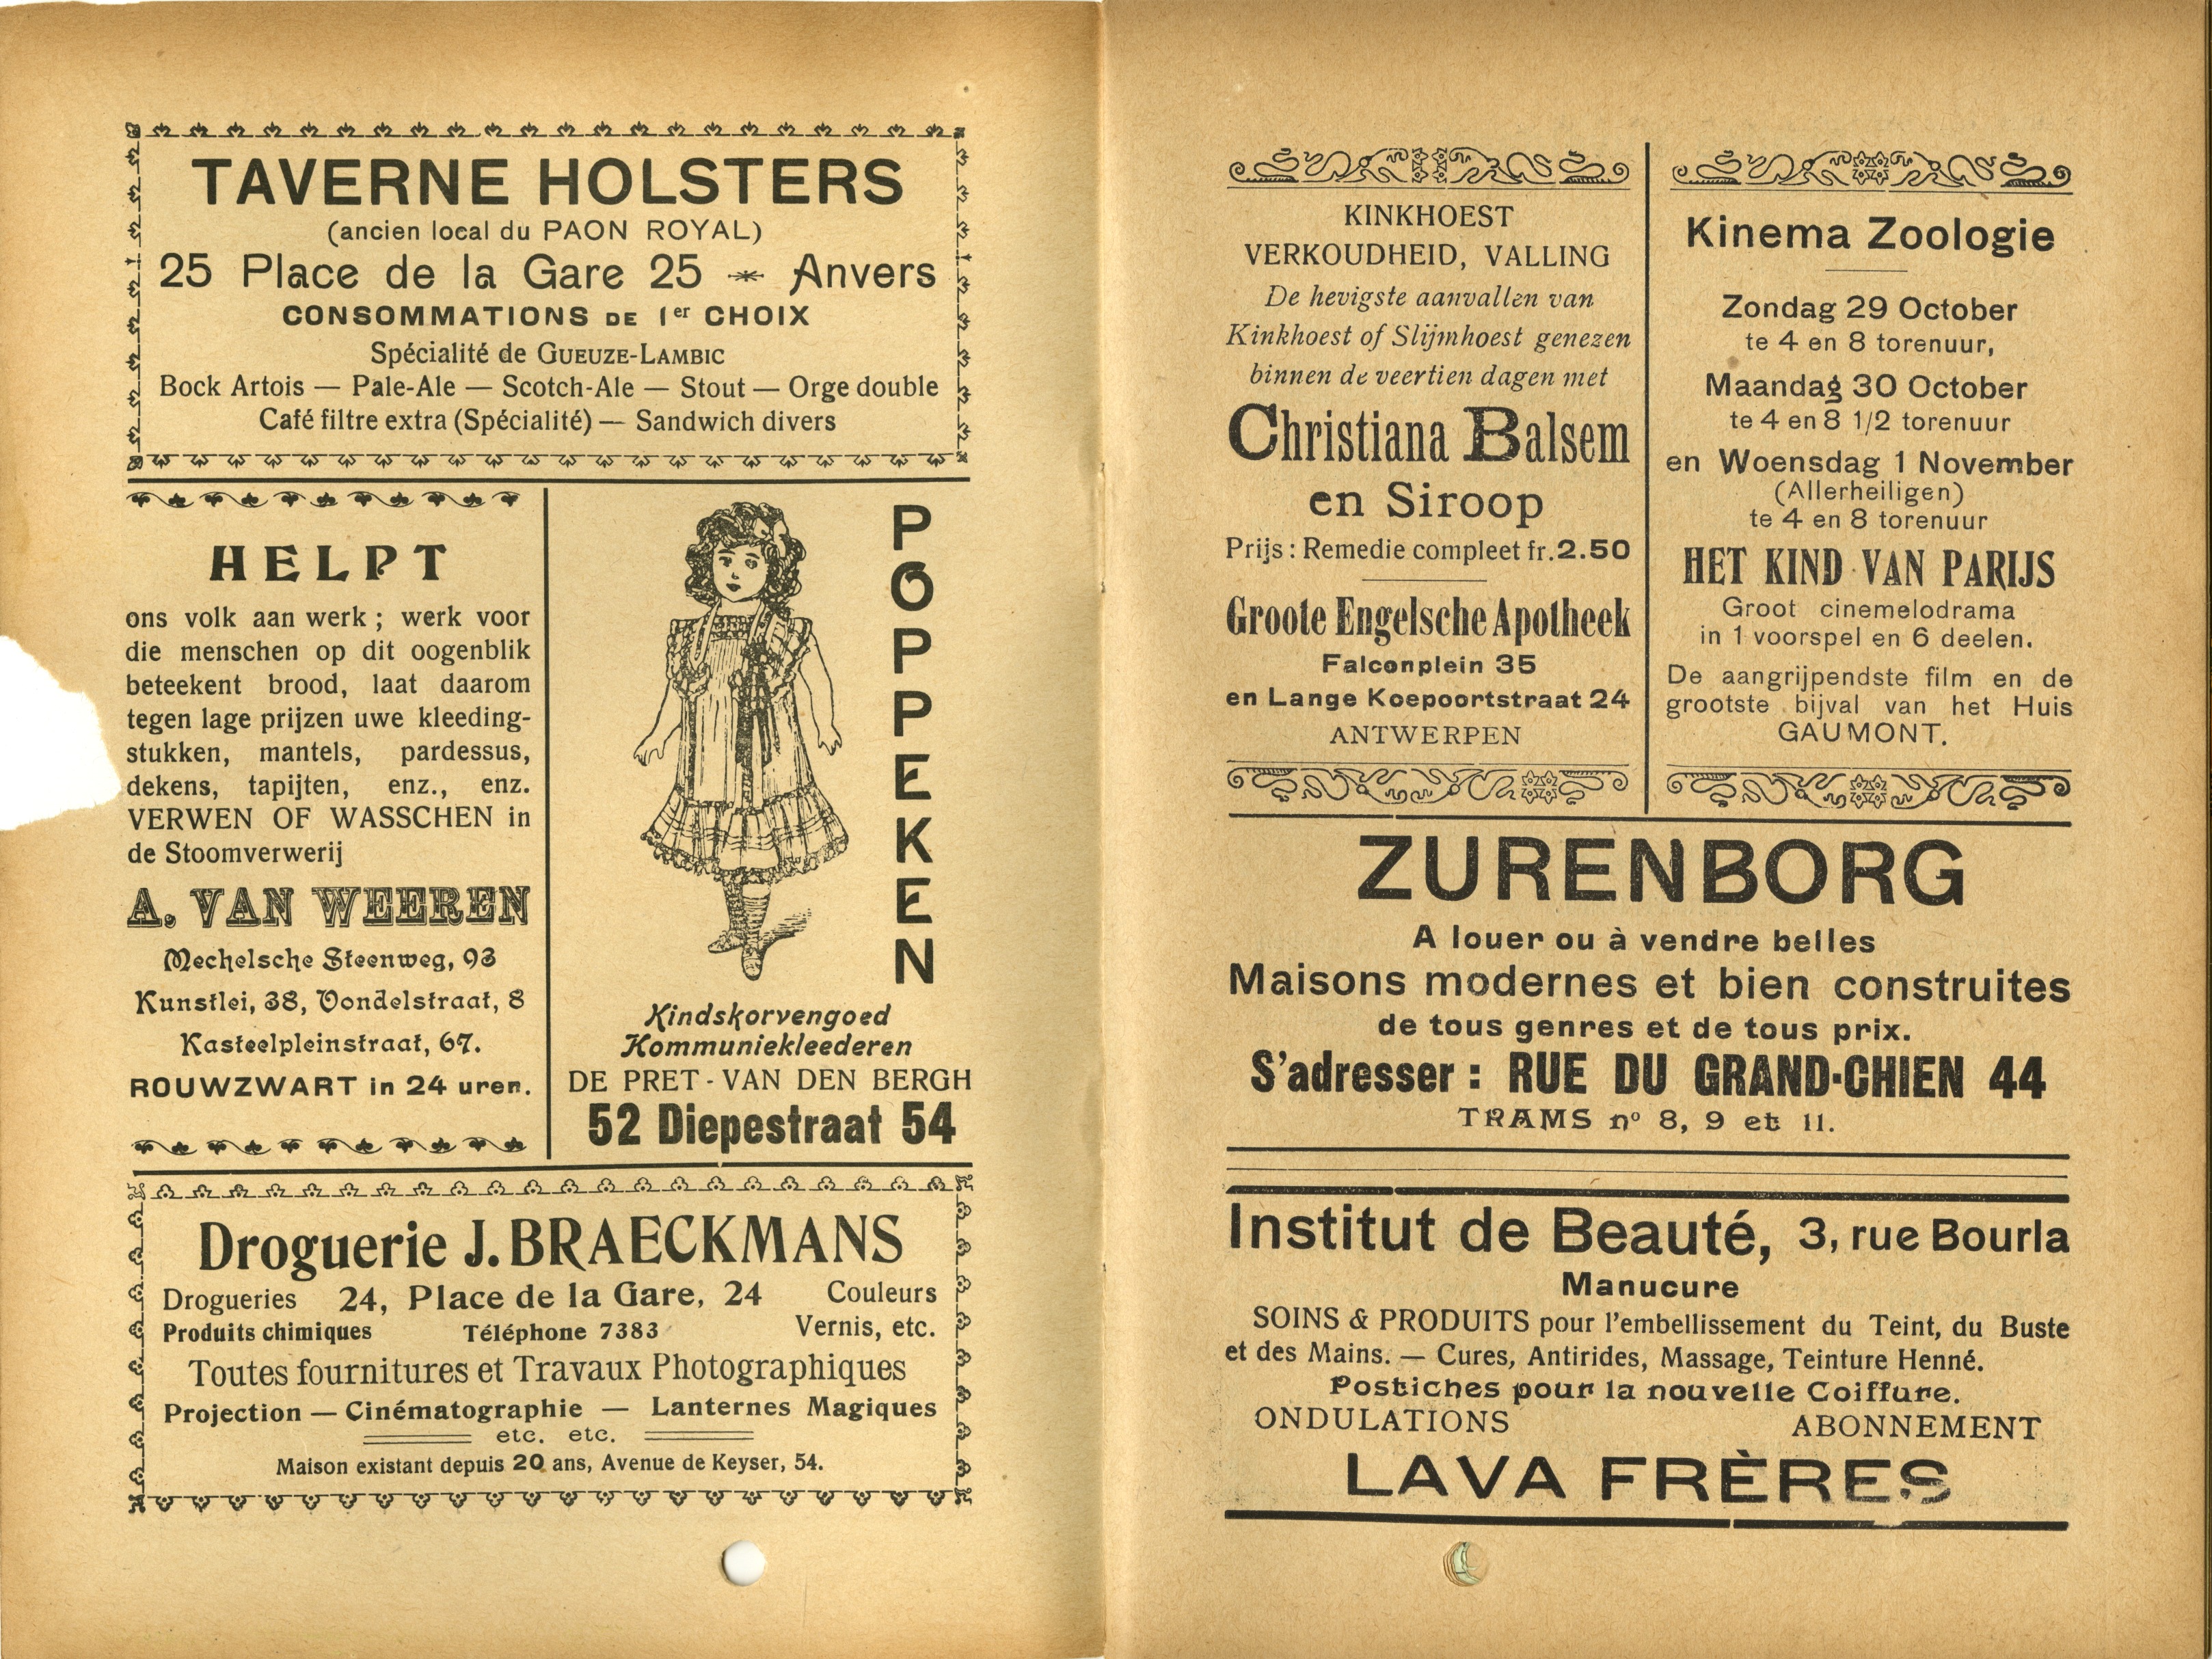 TAVERNE HOLSTERS
(ancien local du PAON ROYAL)
25 Place de la Gare 25 Anvers
CONSOMMATIONS DE 1er CHOIX
Spécialité de GUEUZE-LAMBIC
Bock Artois — Pale-Ale — Scotch-Ale — Stout — Orge double
Café filtre extra (Spécialité) — Sandwich divers
HELPT
ons volk aan werk ; werk voor
die menschen op dit oogenblik
beteekent brood, laat daarom
tegen lage prijzen uwe kleeding-
stukken, mantels, pardessus,
dekens, tapijten, enz., enz.
VERWEN OF WASSCHEN in
de Stoomverwerij
A. VAN WEEREN
Mechelsche Steenweg, 93
Kunstlei, 38, Vondelstraat, 8
Kasteelpleinstraat, 67.
ROUWZWART in 24 uren.
POPPEKEN
Kindskorvengoed
Kommuniekleederen
DE PRET - VAN DEN BERGH
52 Diepestraat 54
Droguerie J. BRAECKMANS
Drogueries 24, Place de la Gare, 24 Couleurs
Produits chimiques Téléphone 7383 Vernis, etc.
Toutes fournitures et Travaux Photographiques
Projection — Cinématographie — Lanternes Magiques
etc. etc.
Maison existant depuis 20 ans, Avenue de Keyser, 54.
KINKHOEST
VERKOUDHEID, VALLING
De hevigste aanvallen van
Kinkhoest of Slijmhoest genezen
binnen de veertien dagen met
Christiana Balsem
en Siroop
Prijs : Remedie compleet fr. 2.50
Groote Engelsche Apotheek
Falconplein 35
en Lange Koepoortstraat 24
ANTWERPEN
Kinema Zoologie
Zondag 29 October
te 4 en 8 torenuur,
Maandag 30 October
te 4 en 8 1/2 torenuur
en Woensdag 1 November
(Allerheiligen)
te 4 en 8 torenuur
HET KIND VAN PARIJS
Groot cinemelodrama
in 1 voorspel en 6 deelen.
De aangrijpendste film en de
grootste bijval van het Huis
GAUMONT.
ZURENBORG
A louer ou à vendre belles
Maisons modernes et bien construites
de tous genres et de tous prix.
S'adresser : RUE DU GRAND-CHIEN 44
TRAMS nº 8, 9 et 11.
Institut de Beauté, 3, rue Bourla
Manucure
SOINS & PRODUITS pour l'embellissement du Teint, du Buste
et des Mains. — Cures, Antirides, Massage, Teinture Henné.
Postiches pour la nouvelle Coiffure.
ONDULATIONS ABONNEMENT
LAVA FRÈRES